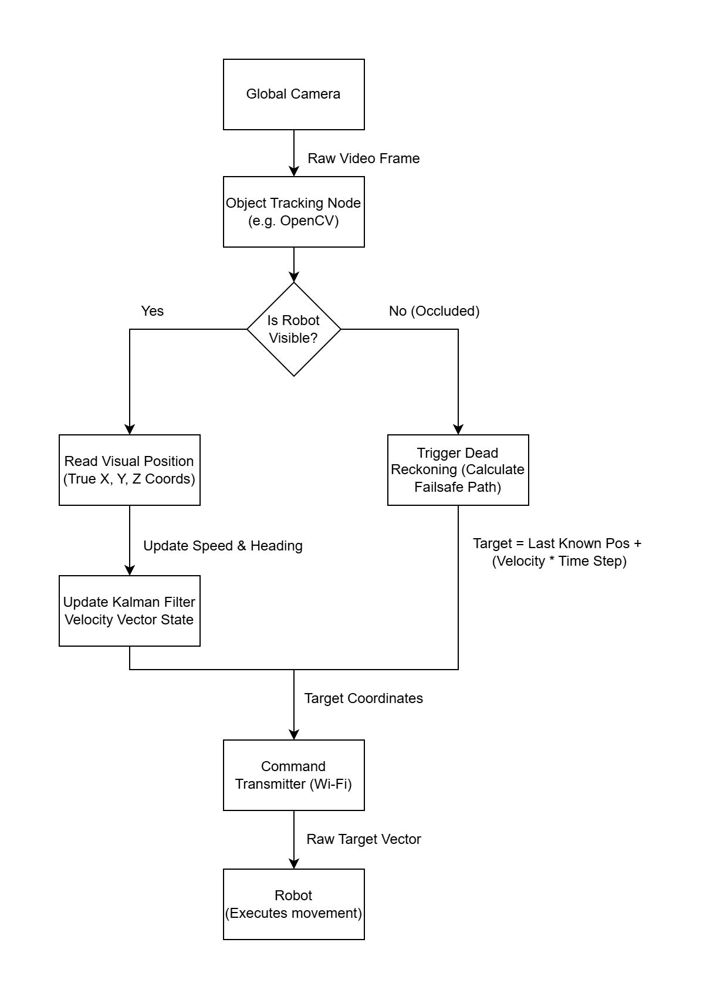 Global Camera
Raw Video Frame
Object Tracking Node
(e.g. OpenCV)
Is Robot
Visible?
Yes
No (Occluded)
Read Visual Position
(True X, Y, Z Coords)
Trigger Dead
Reckoning (Calculate
Failsafe Path)
Update Speed & Heading
Target = Last Known Pos +
(Velocity * Time Step)
Update Kalman Filter
Velocity Vector State
Target Coordinates
Command
Transmitter (Wi-Fi)
Raw Target Vector
Robot
(Executes movement)